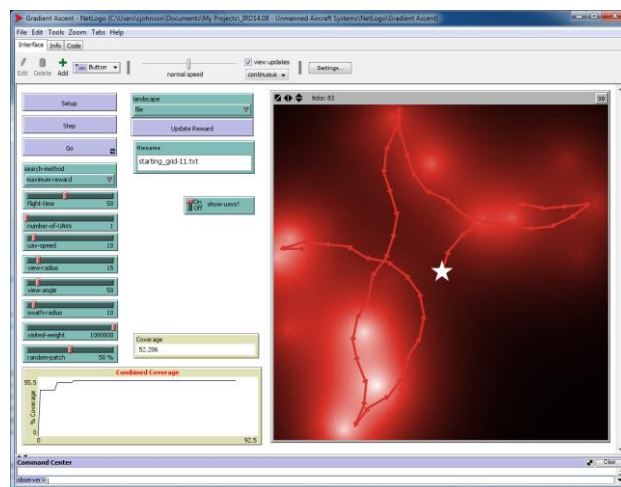 Gradient Ascent - NetLogo {C:\Users\cjohnson\Documents\My Projects\_IRD14.08 - Unmanned Aircraft Systems\NetLogo\Gradient Ascent}
File Edit Tools Zoom Tabs Help
Interface Info Code
Edit Delete Add Button normal speed view updates continuous Settings...
Setup
Step
Go
search-method
maximum reward
flight-time 50
number-of-UAVs 1
uav-speed 10
view-radius 15
view-angle 50
swath-radius 10
visited-weight 1000000
random-patch 50 %
landscape
file
Update Reward
filename
starting_grid-11.txt
On
Off show-uavs?
Coverage
52.206
Combined Coverage
55.5
% Coverage
0
0 92.5
ticks: 83 3D
Command Center Clear
observer>